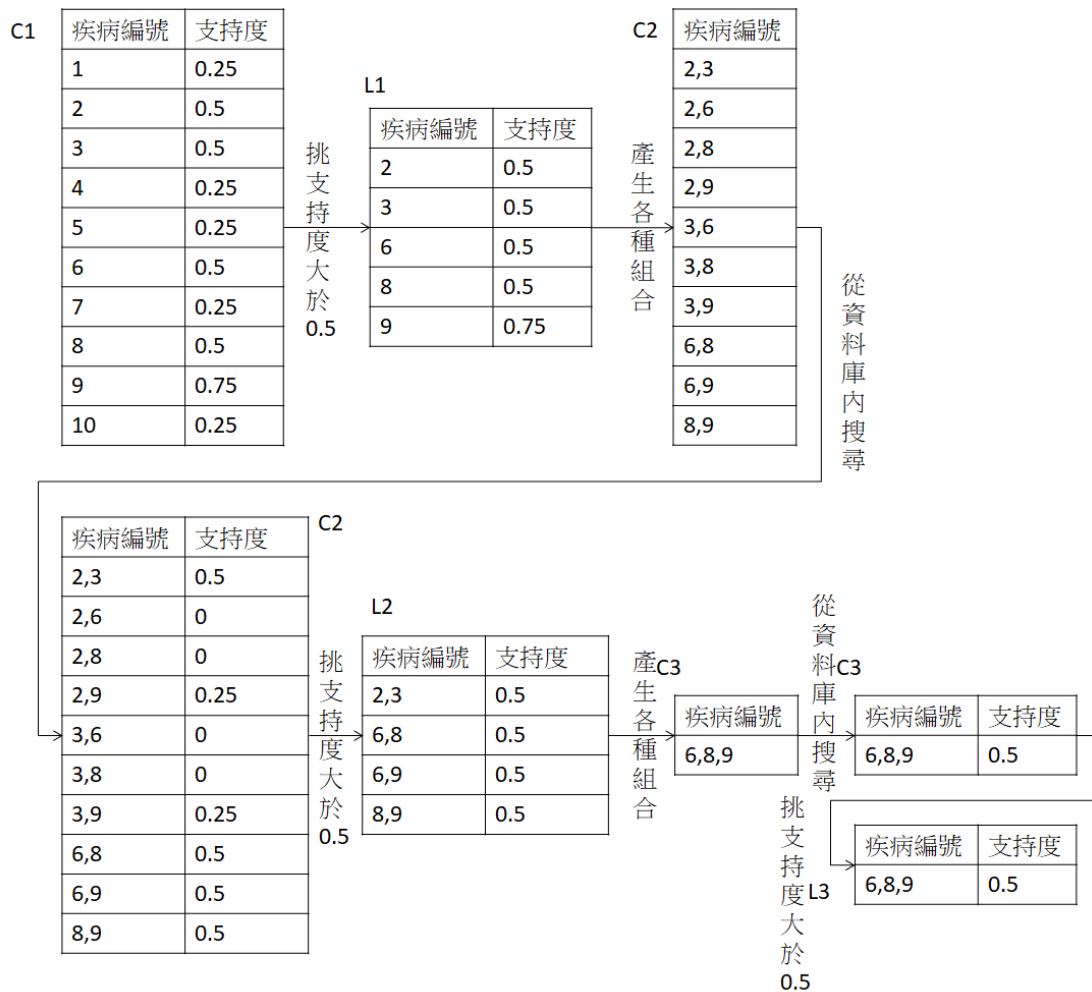 C1
疾病編號 支持度
1 0.25
2 0.5
3 0.5
4 0.25
5 0.25
6 0.5
7 0.25
8 0.5
9 0.75
10 0.25
挑支持度大於0.5
L1
疾病編號 支持度
2 0.5
3 0.5
6 0.5
8 0.5
9 0.75
產生各種組合
C2
疾病編號
2,3
2,6
2,8
2,9
3,6
3,8
3,9
6,8
6,9
8,9
從資料庫內搜尋
C2
疾病編號 支持度
2,3 0.5
2,6 0
2,8 0
2,9 0.25
3,6 0
3,8 0
3,9 0.25
6,8 0.5
6,9 0.5
8,9 0.5
挑支持度大於0.5
L2
疾病編號 支持度
2,3 0.5
6,8 0.5
6,9 0.5
8,9 0.5
產生各種組合
C3
疾病編號
6,8,9
從資料庫內搜尋
C3
疾病編號 支持度
6,8,9 0.5
挑支持度大於0.5
L3
疾病編號 支持度
6,8,9 0.5